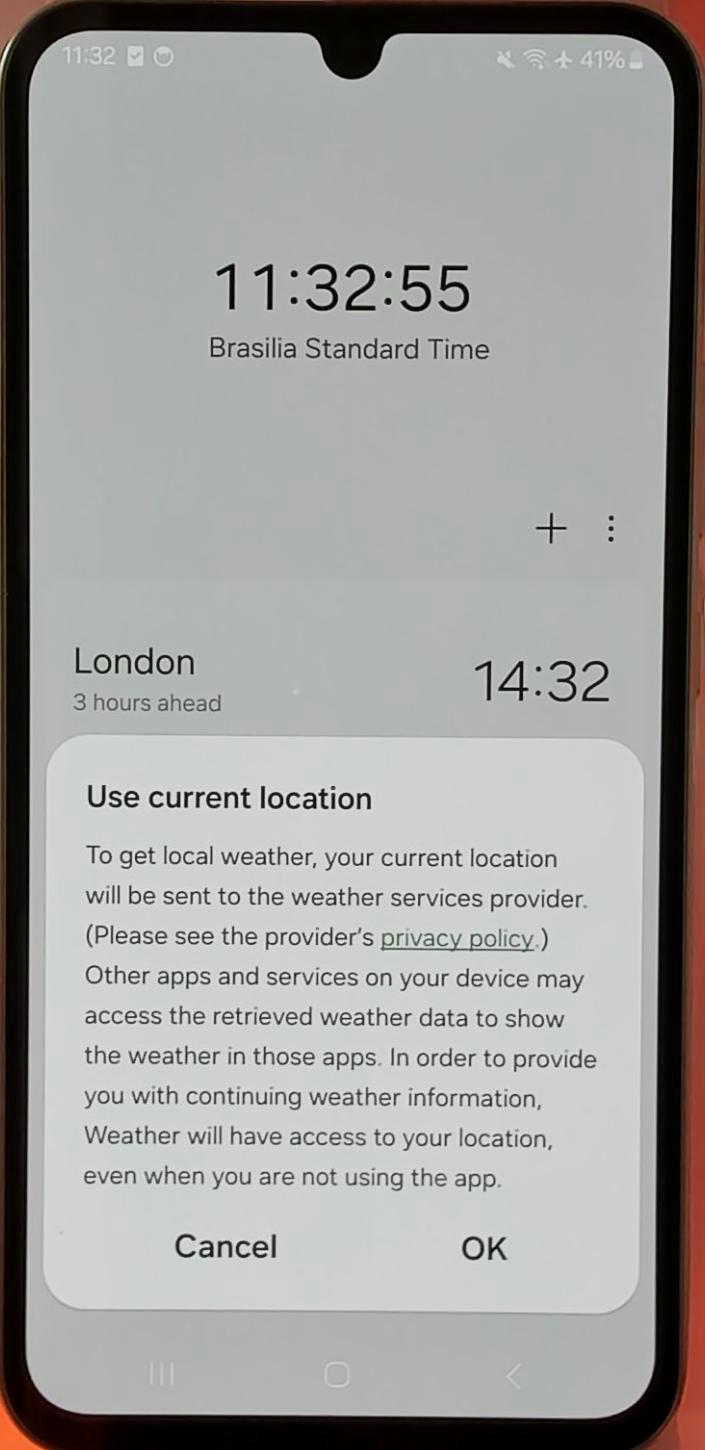 11:32
41%
11:32:55
Brasilia Standard Time
London
14:32
3 hours ahead
Use current location
To get local weather, your current location
will be sent to the weather services provider.
(Please see the provider's privacy policy.)
Other apps and services on your device may
access the retrieved weather data to show
the weather in those apps. In order to provide
you with continuing weather information,
Weather will have access to your location,
even when you are not using the app.
Cancel
OK